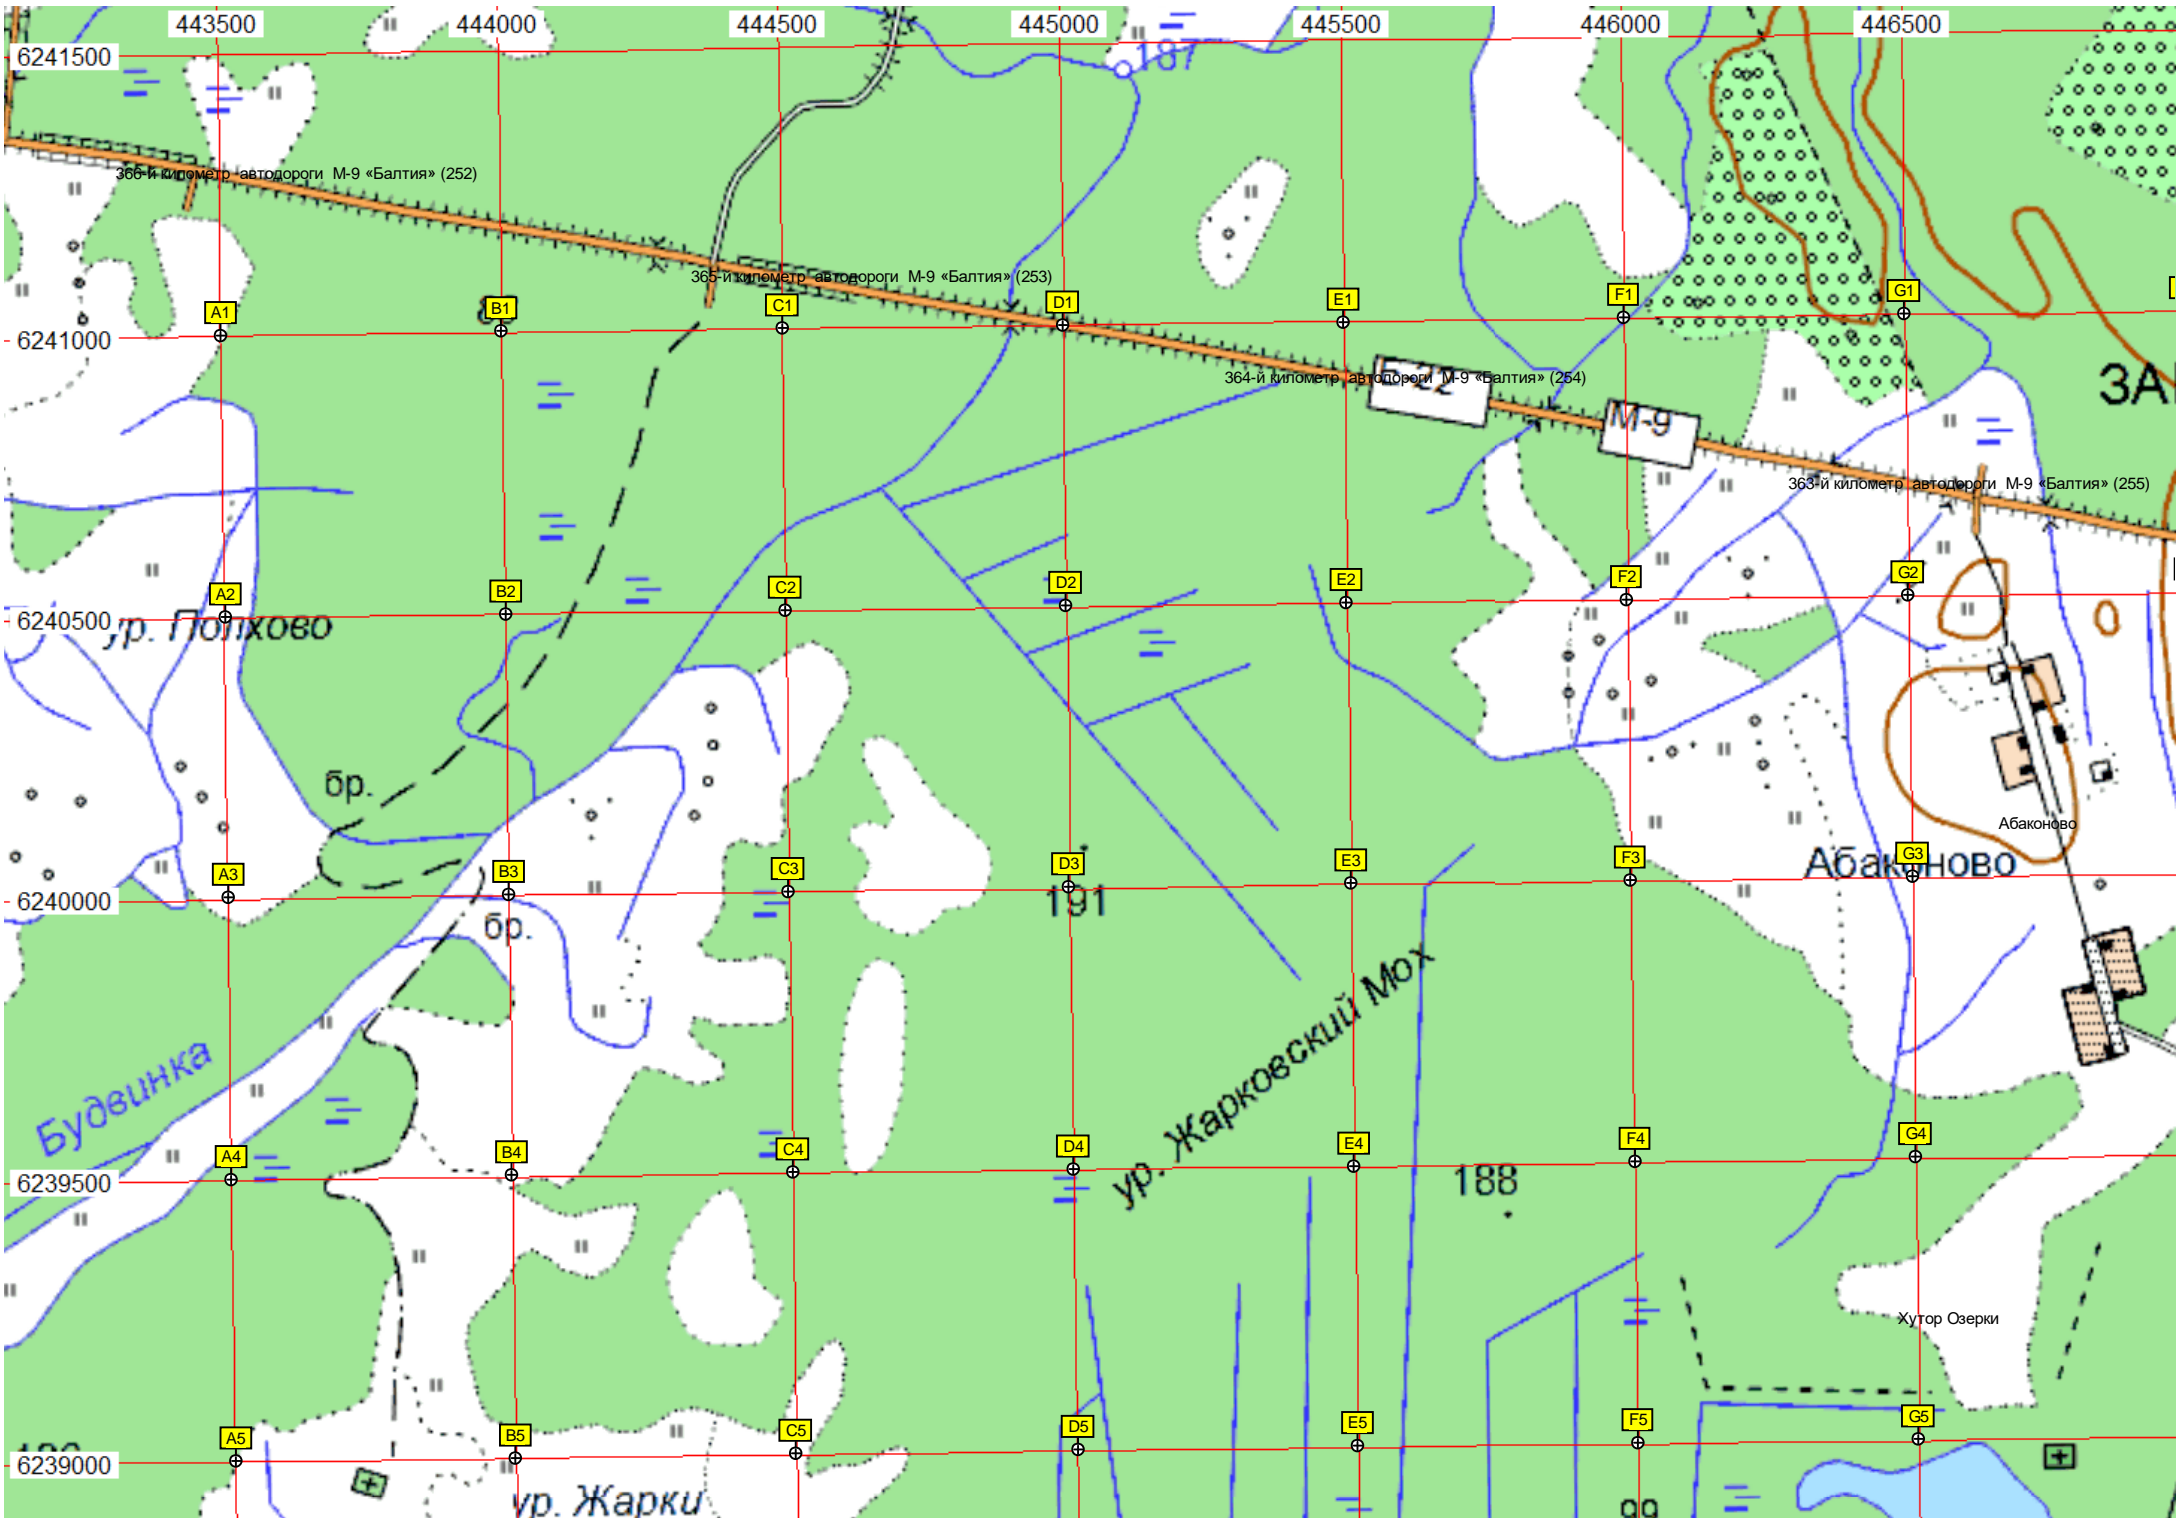 443500 444000 444500 445000 445500 446000 446500
6241500
187
366-й километр автодороги М-9 «Балтия» (252)
365-й километр автодороги М-9 «Балтия» (253)
A1 B1 C1 D1 E1 F1 G1
6241000
364-й километр автодороги М-9 «Балтия» (254)
E-22
М-9
363-й километр автодороги М-9 «Балтия» (255)
A2 B2 C2 D2 E2 F2 G2
6240500
ур. Полхово
бр.
Абаконово
A3 B3 C3 D3 E3 F3 G3
Абаконово
6240000
191
бр.
ур. Жарковский Мох
Будвинка
A4 B4 C4 D4 E4 F4 G4
6239500
188
Хутор Озерки
A5 B5 C5 D5 E5 F5 G5
6239000
ур. Жарки